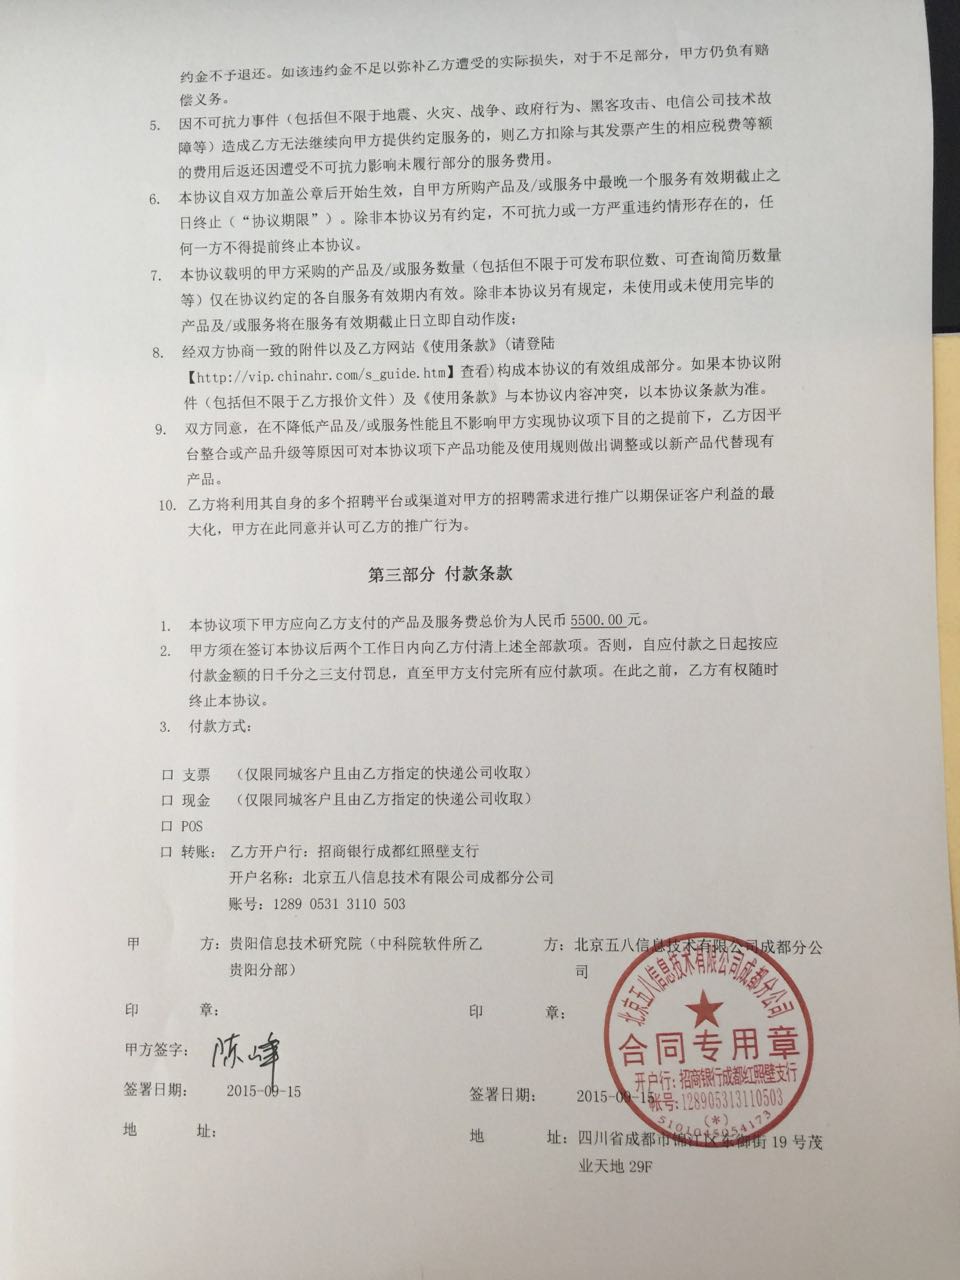 约金不予退还。如该违约金不足以弥补乙方遭受的实际损失，对于不足部分，甲方仍负有赔
偿义务。
5. 因不可抗力事件（包括但不限于地震、火灾、战争、政府行为、黑客攻击、电信公司技术故
障等）造成乙方无法继续向甲方提供约定服务的，则乙方扣除与其发票产生的相应税费等额
的费用后返还因遭受不可抗力影响未履行部分的服务费用。
6. 本协议自双方加盖公章后开始生效，自甲方所购产品及/或服务中最晚一个服务有效期截止之
日终止（“协议期限”）。除非本协议另有约定，不可抗力或一方严重违约情形存在的，任
何一方不得提前终止本协议。
7. 本协议载明的甲方采购的产品及/或服务数量（包括但不限于可发布职位数、可查询简历数量
等）仅在协议约定的各自服务有效期内有效。除非本协议另有规定，未使用或未使用完毕的
产品及/或服务将在服务有效期截止日立即自动作废；
8. 经双方协商一致的附件以及乙方网站《使用条款》(请登陆
【http://vip.chinahr.com/s_guide.htm】查看)构成本协议的有效组成部分。如果本协议附
件（包括但不限于乙方报价文件）及《使用条款》与本协议内容冲突，以本协议条款为准。
9. 双方同意，在不降低产品及/或服务性能且不影响甲方实现协议项下目的之提前下，乙方因平
台整合或产品升级等原因可对本协议项下产品功能及使用规则做出调整或以新产品代替现有
产品。
10. 乙方将利用其自身的多个招聘平台或渠道对甲方的招聘需求进行推广以期保证客户利益的最
大化，甲方在此同意并认可乙方的推广行为。
第三部分 付款条款
1. 本协议项下甲方应向乙方支付的产品及服务费总价为人民币 5500.00 元。
2. 甲方须在签订本协议后两个工作日内向乙方付清上述全部款项。否则，自应付款之日起按应
付款金额的日千分之三支付罚息，直至甲方支付完所有应付款项。在此之前，乙方有权随时
终止本协议。
3. 付款方式：
口 支票 （仅限同城客户且由乙方指定的快递公司收取）
口 现金 （仅限同城客户且由乙方指定的快递公司收取）
口 POS
口 转账： 乙方开户行：招商银行成都红照壁支行
开户名称：北京五八信息技术有限公司成都分公司
账号：1289 0531 3110 503
甲 方：贵阳信息技术研究院（中科院软件所乙 方：北京五八信息技术有限公司成都分公
贵阳分部） 司
印 章： 印 章：
甲方签字： 陈峰
签署日期： 2015-09-15 签署日期： 2015-09-15
地 址： 地 址：四川省成都市锦江区东御街 19 号茂
业天地 29F
北京五八信息技术有限公司成都分公司
合同专用章
开户行：招商银行成都红照壁支行
帐号：128905313110503
(*)
5101045054173